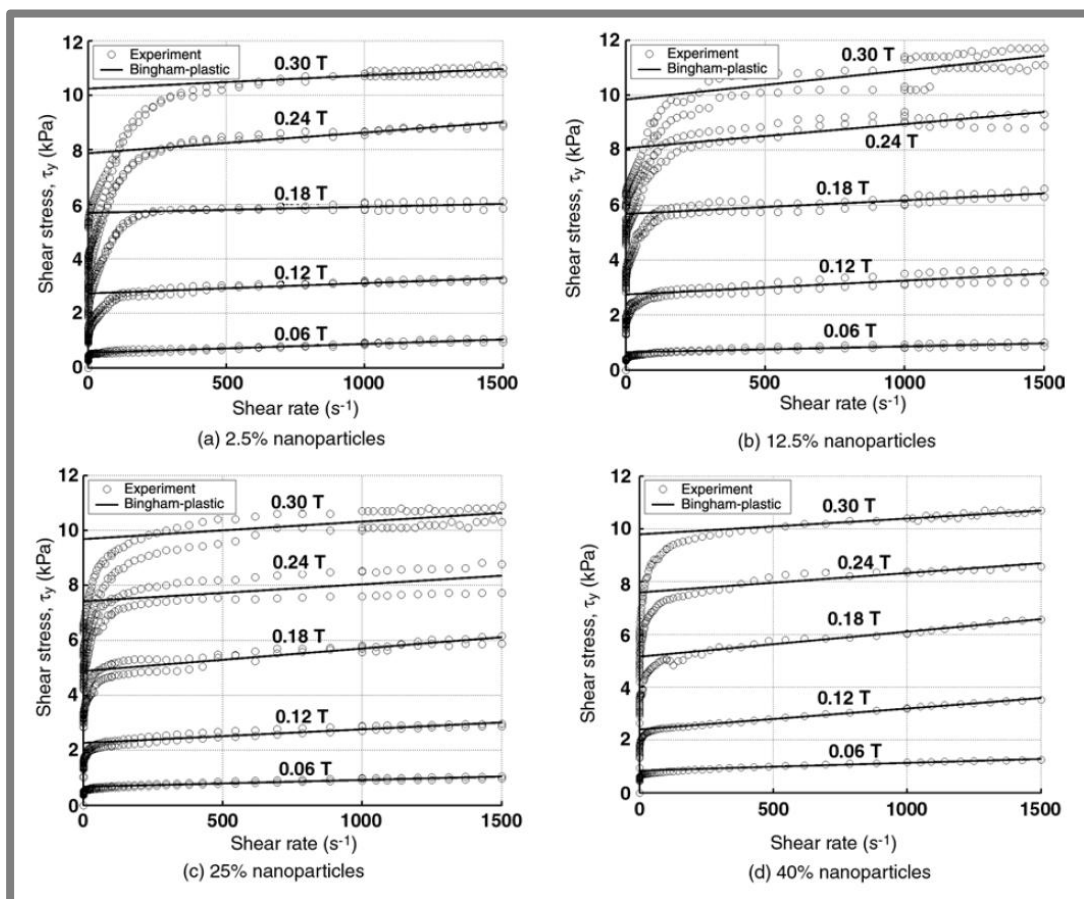 12
10
8
6
4
2
0
Shear stress, τy (kPa)
Experiment
Bingham-plastic
0.30 T
0.24 T
0.18 T
0.12 T
0.06 T
0 500 1000 1500
Shear rate (s-1)
(a) 2.5% nanoparticles
12
10
8
6
4
2
0
Shear stress, τy (kPa)
Experiment
Bingham-plastic
0.30 T
0.24 T
0.18 T
0.12 T
0.06 T
0 500 1000 1500
Shear rate (s-1)
(b) 12.5% nanoparticles
12
10
8
6
4
2
0
Shear stress, τy (kPa)
Experiment
Bingham-plastic
0.30 T
0.24 T
0.18 T
0.12 T
0.06 T
0 500 1000 1500
Shear rate (s-1)
(c) 25% nanoparticles
12
10
8
6
4
2
0
Shear stress, τy (kPa)
Experiment
Bingham-plastic
0.30 T
0.24 T
0.18 T
0.12 T
0.06 T
0 500 1000 1500
Shear rate (s-1)
(d) 40% nanoparticles